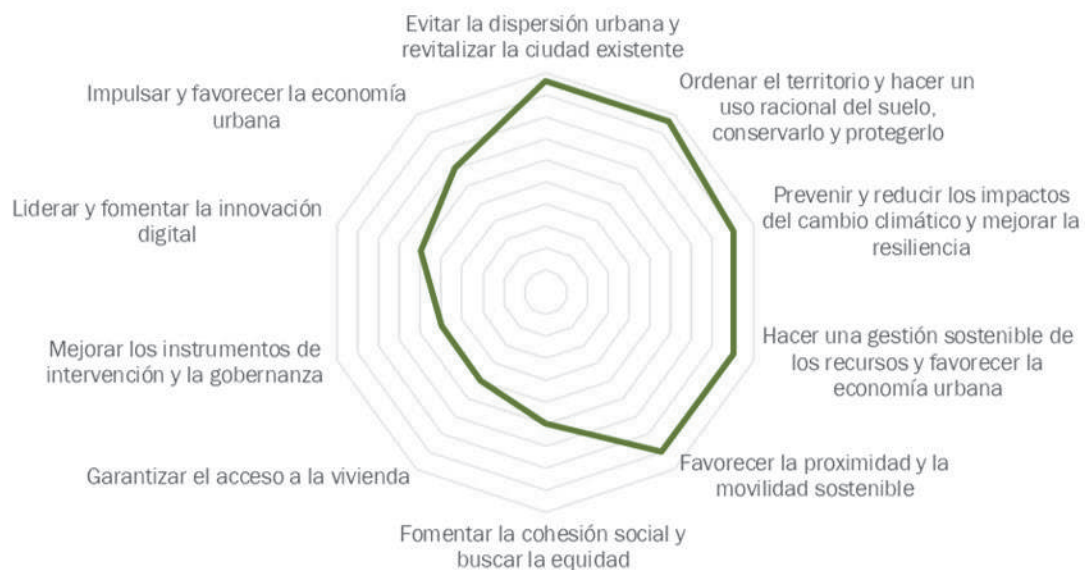 Evitar la dispersión urbana y
revitalizar la ciudad existente
Ordenar el territorio y hacer un
uso racional del suelo,
conservarlo y protegerlo
Prevenir y reducir los impactos
del cambio climático y mejorar la
resiliencia
Hacer una gestión sostenible de
los recursos y favorecer la
economía urbana
Favorecer la proximidad y la
movilidad sostenible
Fomentar la cohesión social y
buscar la equidad
Garantizar el acceso a la vivienda
Mejorar los instrumentos de
intervención y la gobernanza
Liderar y fomentar la innovación
digital
Impulsar y favorecer la economía
urbana